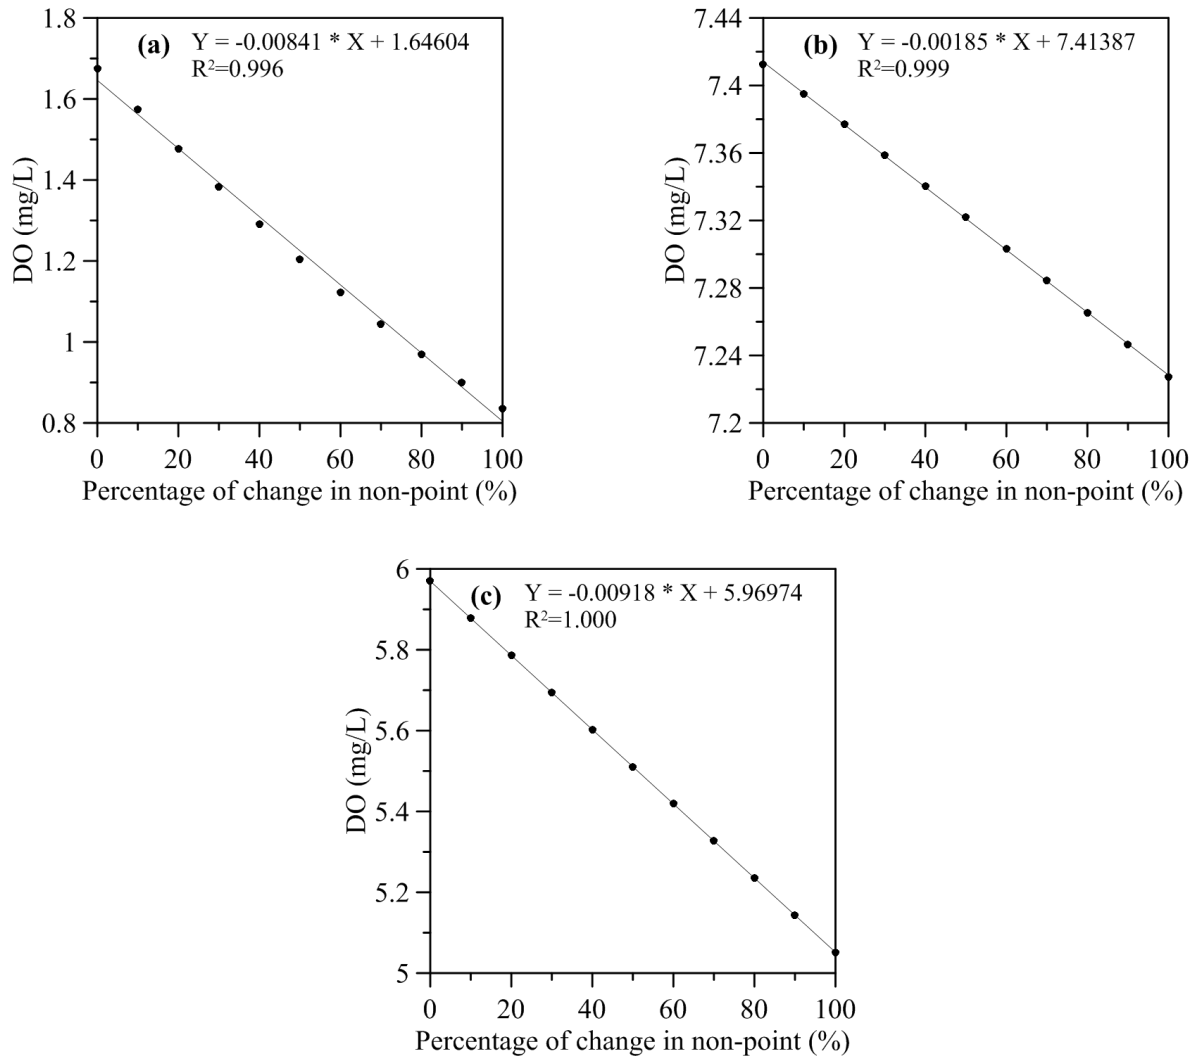 (a)
Y = -0.00841 * X + 1.64604
R²=0.996
DO (mg/L)
1.8
1.6
1.4
1.2
1
0.8
0 20 40 60 80 100
Percentage of change in non-point (%)
(b)
Y = -0.00185 * X + 7.41387
R²=0.999
DO (mg/L)
7.44
7.4
7.36
7.32
7.28
7.24
7.2
0 20 40 60 80 100
Percentage of change in non-point (%)
(c)
Y = -0.00918 * X + 5.96974
R²=1.000
DO (mg/L)
6
5.8
5.6
5.4
5.2
5
0 20 40 60 80 100
Percentage of change in non-point (%)